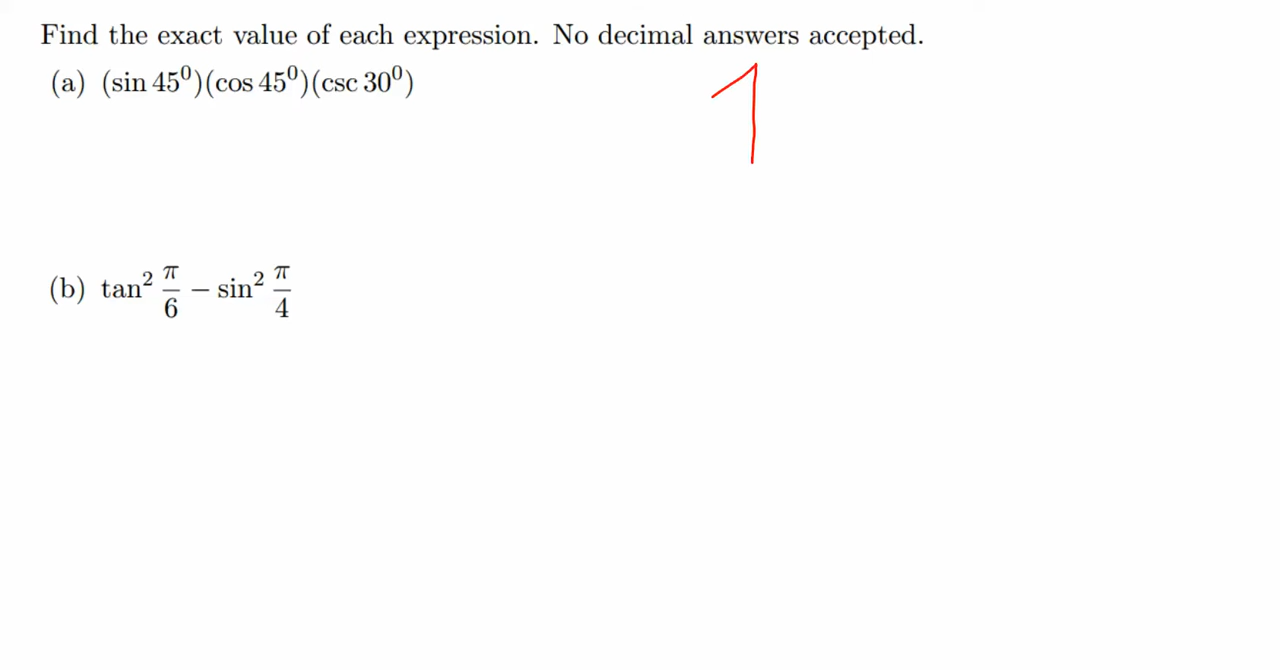 Find the exact value of each expression. No decimal answers accepted.
(a) (sin 45⁰)(cos 45⁰)(csc 30⁰)
1
(b) tan² π/6 − sin² π/4